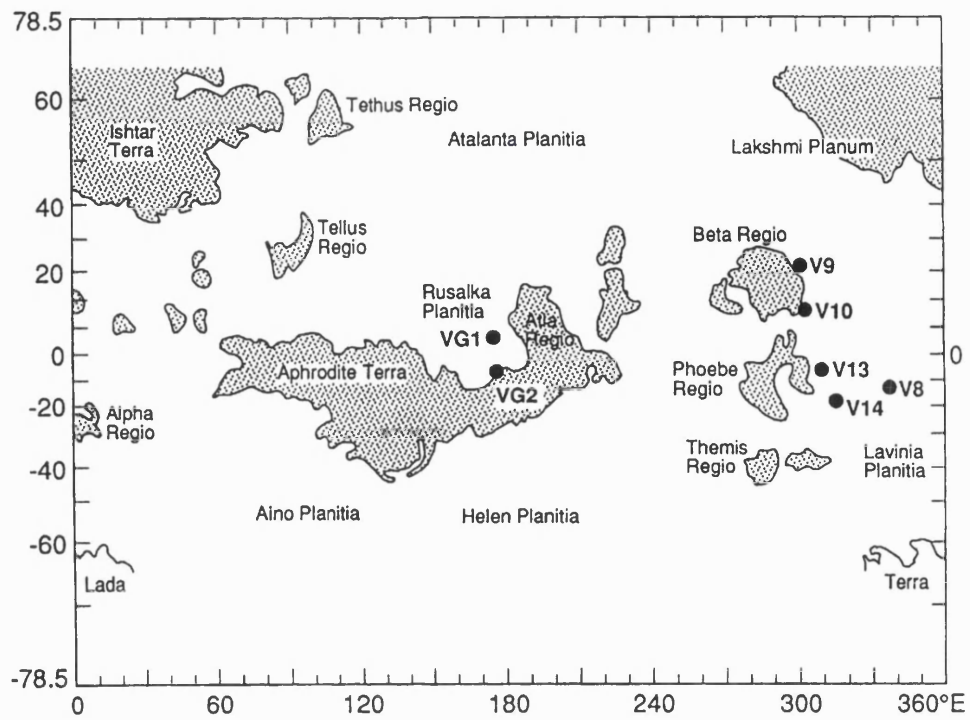 78.5
60
40
20
0
-20
-40
-60
-78.5
Ishtar
Terra
Tethus Regio
Atalanta Planitia
Lakshmi Planum
Tellus
Regio
Beta Regio
V9
V10
Rusalka
Planitia
VG1
Atla
Regio
Aphrodite Terra
VG2
Phoebe
Regio
V13
V8
V14
0
Alpha
Regio
Themis
Regio
Lavinia
Planitia
Aino Planitia
Helen Planitia
Lada
Terra
0
60
120
180
240
300
360°E